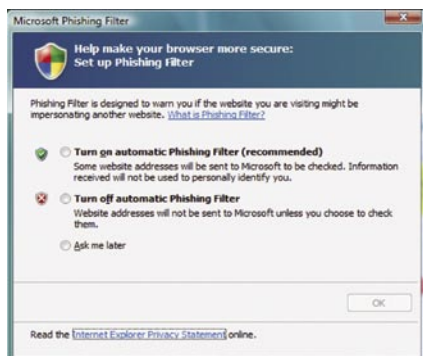 Microsoft Phishing Filter
Help make your browser more secure:
Set up Phishing Filter
Phishing Filter is designed to warn you if the website you are visiting might be
impersonating another website. What is Phishing Filter?
Turn on automatic Phishing Filter (recommended)
Some website addresses will be sent to Microsoft to be checked. Information
received will not be used to personally identify you.
Turn off automatic Phishing Filter
Website addresses will not be sent to Microsoft unless you choose to check
them.
Ask me later
OK
Read the Internet Explorer Privacy Statement online.